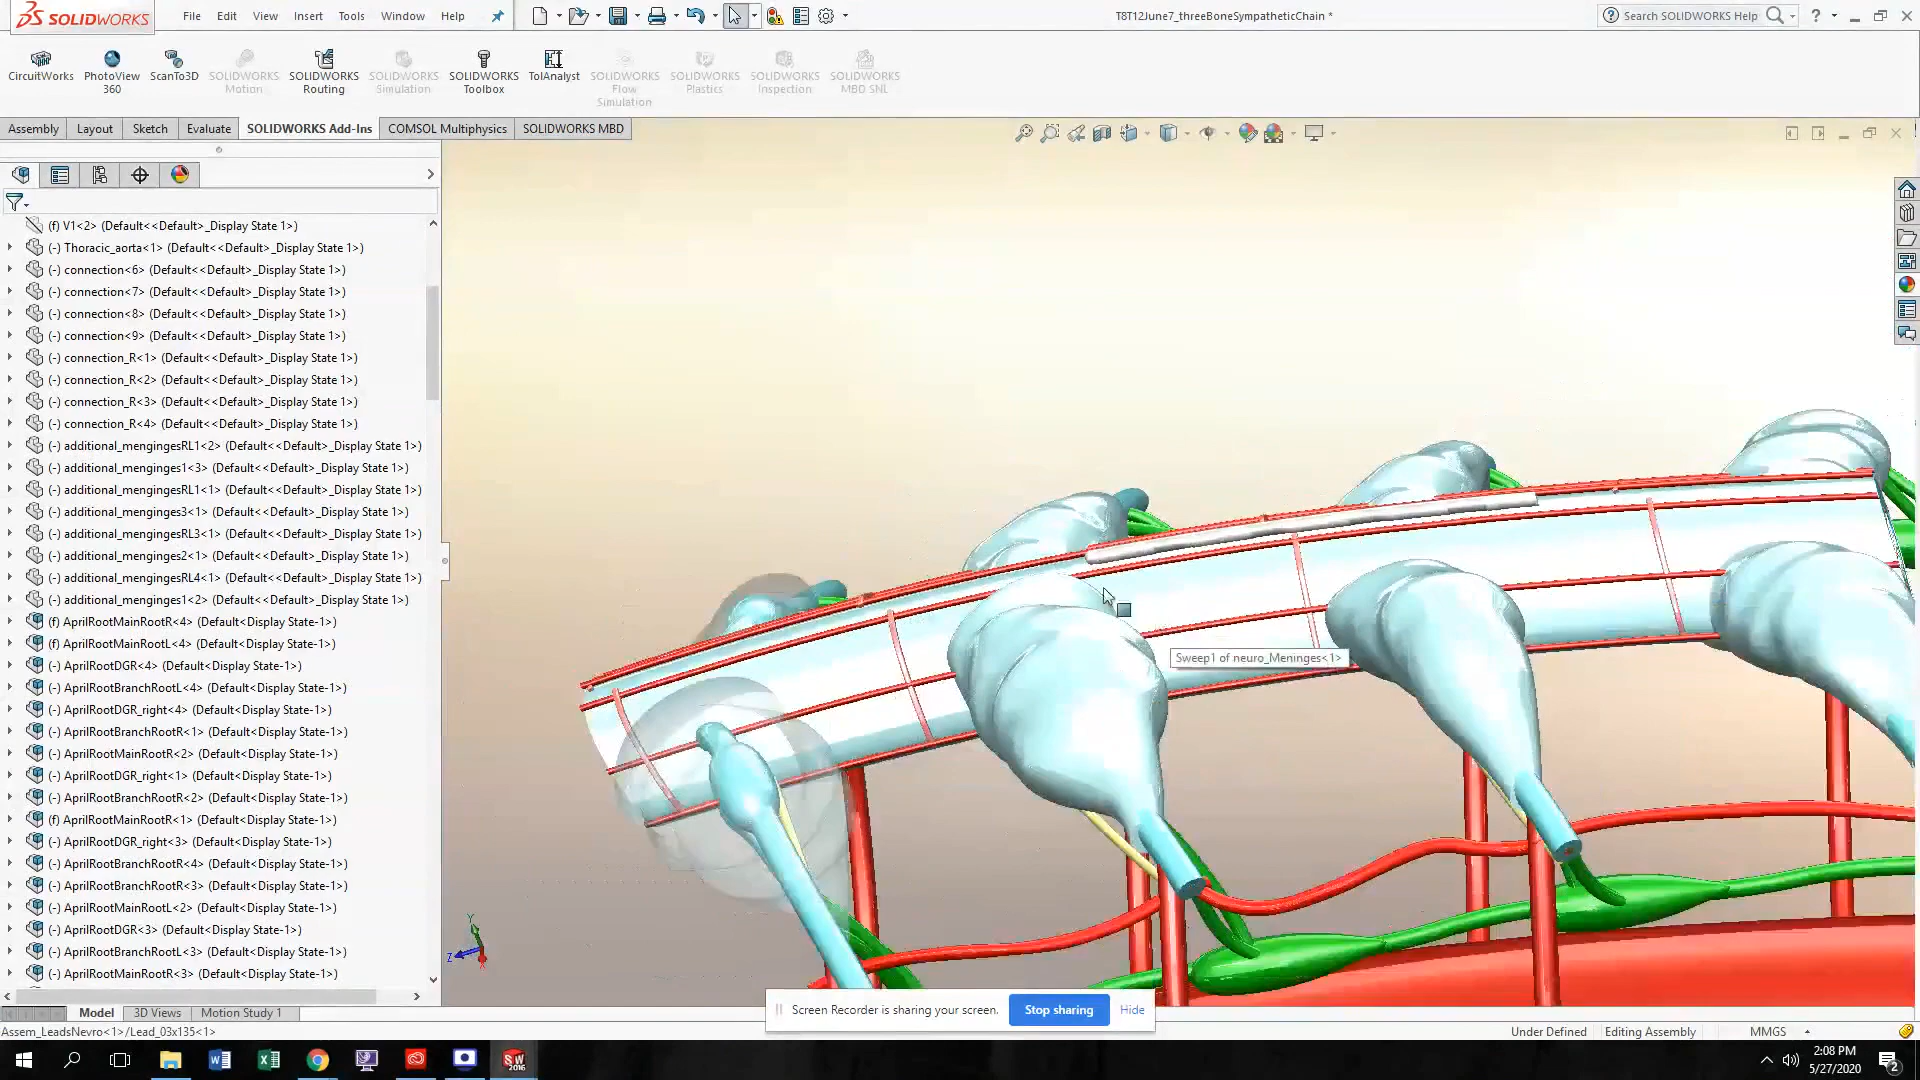 SOLIDWORKS
File Edit View Insert Tools Window Help
T8T12June7_threeBoneSympatheticChain *
Search SOLIDWORKS Help
CircuitWorks
PhotoView 360
ScanTo3D
SOLIDWORKS Motion
SOLIDWORKS Routing
SOLIDWORKS Simulation
SOLIDWORKS Toolbox
TolAnalyst
SOLIDWORKS Flow Simulation
SOLIDWORKS Plastics
SOLIDWORKS Inspection
SOLIDWORKS MBD SNL
Assembly Layout Sketch Evaluate SOLIDWORKS Add-Ins COMSOL Multiphysics SOLIDWORKS MBD
(f) V1<2> (Default<<Default>_Display State 1>)
(-) Thoracic_aorta<1> (Default<<Default>_Display State 1>)
(-) connection<6> (Default<<Default>_Display State 1>)
(-) connection<7> (Default<<Default>_Display State 1>)
(-) connection<8> (Default<<Default>_Display State 1>)
(-) connection<9> (Default<<Default>_Display State 1>)
(-) connection_R<1> (Default<<Default>_Display State 1>)
(-) connection_R<2> (Default<<Default>_Display State 1>)
(-) connection_R<3> (Default<<Default>_Display State 1>)
(-) connection_R<4> (Default<<Default>_Display State 1>)
(-) additional_mengingesRL1<2> (Default<<Default>_Display State 1>)
(-) additional_menginges1<3> (Default<<Default>_Display State 1>)
(-) additional_mengingesRL1<1> (Default<<Default>_Display State 1>)
(-) additional_menginges3<1> (Default<<Default>_Display State 1>)
(-) additional_mengingesRL3<1> (Default<<Default>_Display State 1>)
(-) additional_menginges2<1> (Default<<Default>_Display State 1>)
(-) additional_mengingesRL4<1> (Default<<Default>_Display State 1>)
(-) additional_menginges1<2> (Default<<Default>_Display State 1>)
(f) AprilRootMainRootR<4> (Default<Display State-1>)
(f) AprilRootMainRootL<4> (Default<Display State-1>)
(-) AprilRootDGR<4> (Default<Display State-1>)
(-) AprilRootBranchRootL<4> (Default<Display State-1>)
(-) AprilRootDGR_right<4> (Default<Display State-1>)
(-) AprilRootBranchRootR<1> (Default<Display State-1>)
(-) AprilRootMainRootR<2> (Default<Display State-1>)
(-) AprilRootDGR_right<1> (Default<Display State-1>)
(-) AprilRootBranchRootR<2> (Default<Display State-1>)
(f) AprilRootMainRootR<1> (Default<Display State-1>)
(-) AprilRootDGR_right<3> (Default<Display State-1>)
(-) AprilRootBranchRootR<4> (Default<Display State-1>)
(-) AprilRootBranchRootR<3> (Default<Display State-1>)
(-) AprilRootMainRootL<2> (Default<Display State-1>)
(-) AprilRootDGR<3> (Default<Display State-1>)
(-) AprilRootBranchRootL<3> (Default<Display State-1>)
(-) AprilRootMainRootR<3> (Default<Display State-1>)
Sweep1 of neuro_Meninges<1>
Y
Z
X
Model 3D Views Motion Study 1
Screen Recorder is sharing your screen. Stop sharing Hide
Assem_LeadsNevro<1>/Lead_03x135<1>
Under Defined Editing Assembly MMGS
SW
2016
2:08 PM
5/27/2020
2